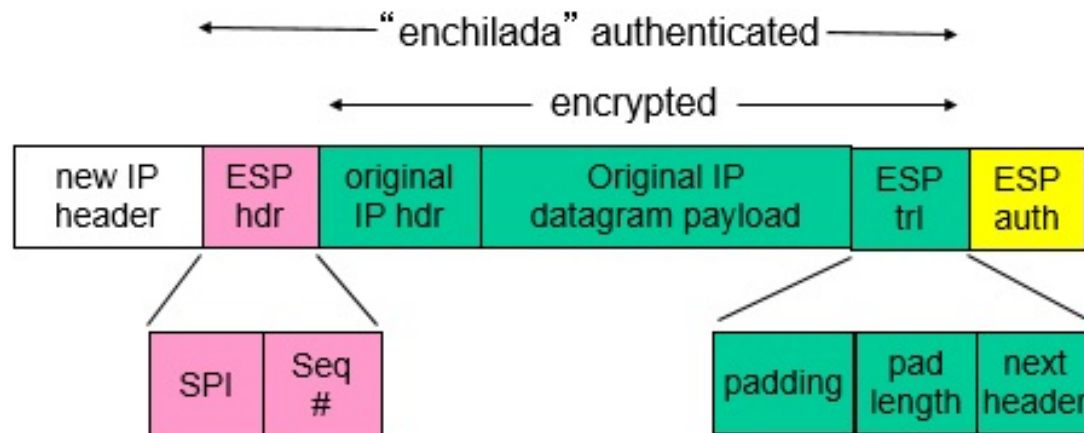 “enchilada” authenticated
encrypted
new IP
header
ESP
hdr
original
IP hdr
Original IP
datagram payload
ESP
trl
ESP
auth
SPI
Seq
#
padding
pad
length
next
header